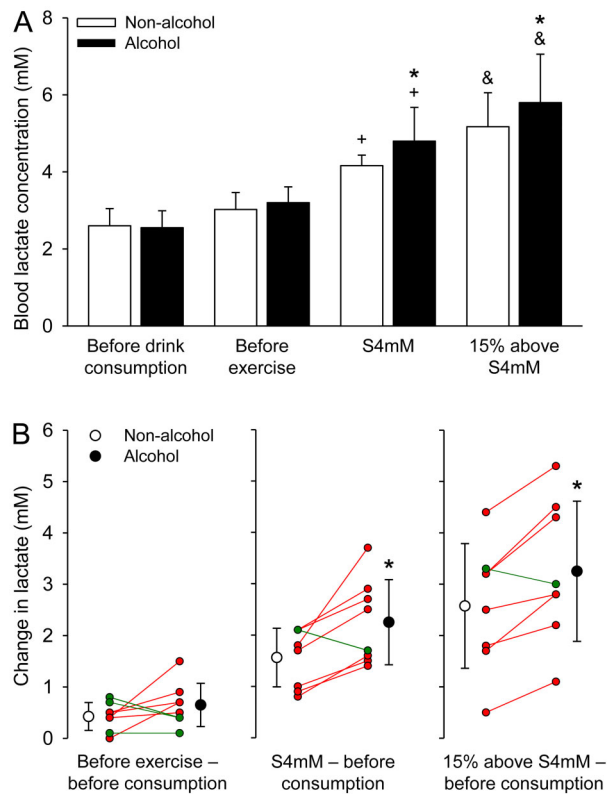 A
8
6
4
2
0
Blood lactate concentration (mM)
Non-alcohol
Alcohol
+
*
+
&
*
&
Before drink
consumption
Before
exercise
S4mM
15% above
S4mM
B
6
5
4
3
2
1
0
Change in lactate (mM)
Non-alcohol
Alcohol
*
*
Before exercise –
before consumption
S4mM – before
consumption
15% above S4mM –
before consumption